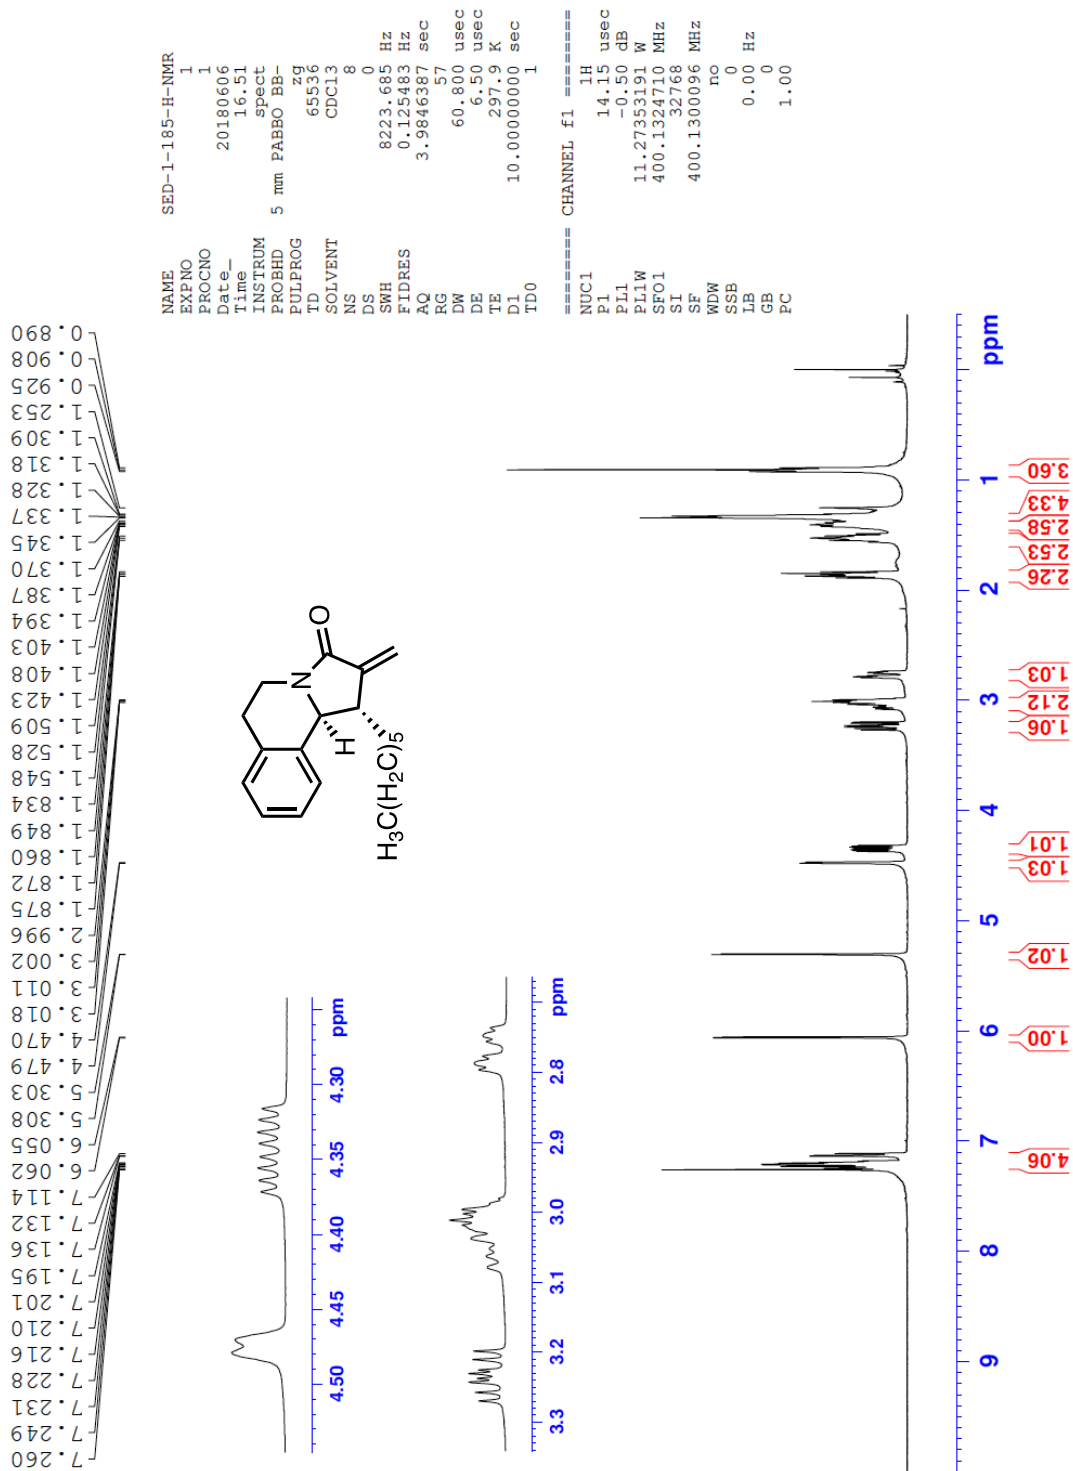 SED-1-185-H-NMR
NAME
EXPNO 1
PROCNO 1
Date_ 20180606
Time 16.51
INSTRUM spect
PROBHD 5 mm PABBO BB-
PULPROG zg
TD 65536
SOLVENT CDCl3
NS 8
DS 0
SWH 8223.685 Hz
FIDRES 0.125483 Hz
AQ 3.9846387 sec
RG 57
DW 60.800 usec
DE 6.50 usec
TE 297.9 K
D1 10.00000000 sec
TD0 1
======== CHANNEL f1 ========
NUC1 1H
P1 14.15 usec
PL1 -0.50 dB
PL1W 11.27353191 W
SFO1 400.1324710 MHz
SI 32768
SF 400.1300096 MHz
WDW no
SSB 0
LB 0.00 Hz
GB 0
PC 1.00
0.890
0.908
0.925
1.253
1.309
1.318
1.328
1.337
1.345
1.370
1.387
1.394
1.403
1.408
1.423
1.509
1.528
1.548
1.834
1.849
1.860
1.872
1.875
2.996
3.002
3.011
3.018
4.470
4.479
5.303
5.308
6.055
6.062
7.114
7.132
7.136
7.195
7.201
7.210
7.216
7.228
7.231
7.249
7.260
O
N
H
H3C(H2C)5
4.50 4.45 4.40 4.35 4.30 ppm
3.3 3.2 3.1 3.0 2.9 2.8 ppm
9 8 7 6 5 4 3 2 1 ppm
4.06
1.00
1.02
1.03
1.01
1.06
2.12
1.03
2.26
2.53
2.58
4.33
3.60